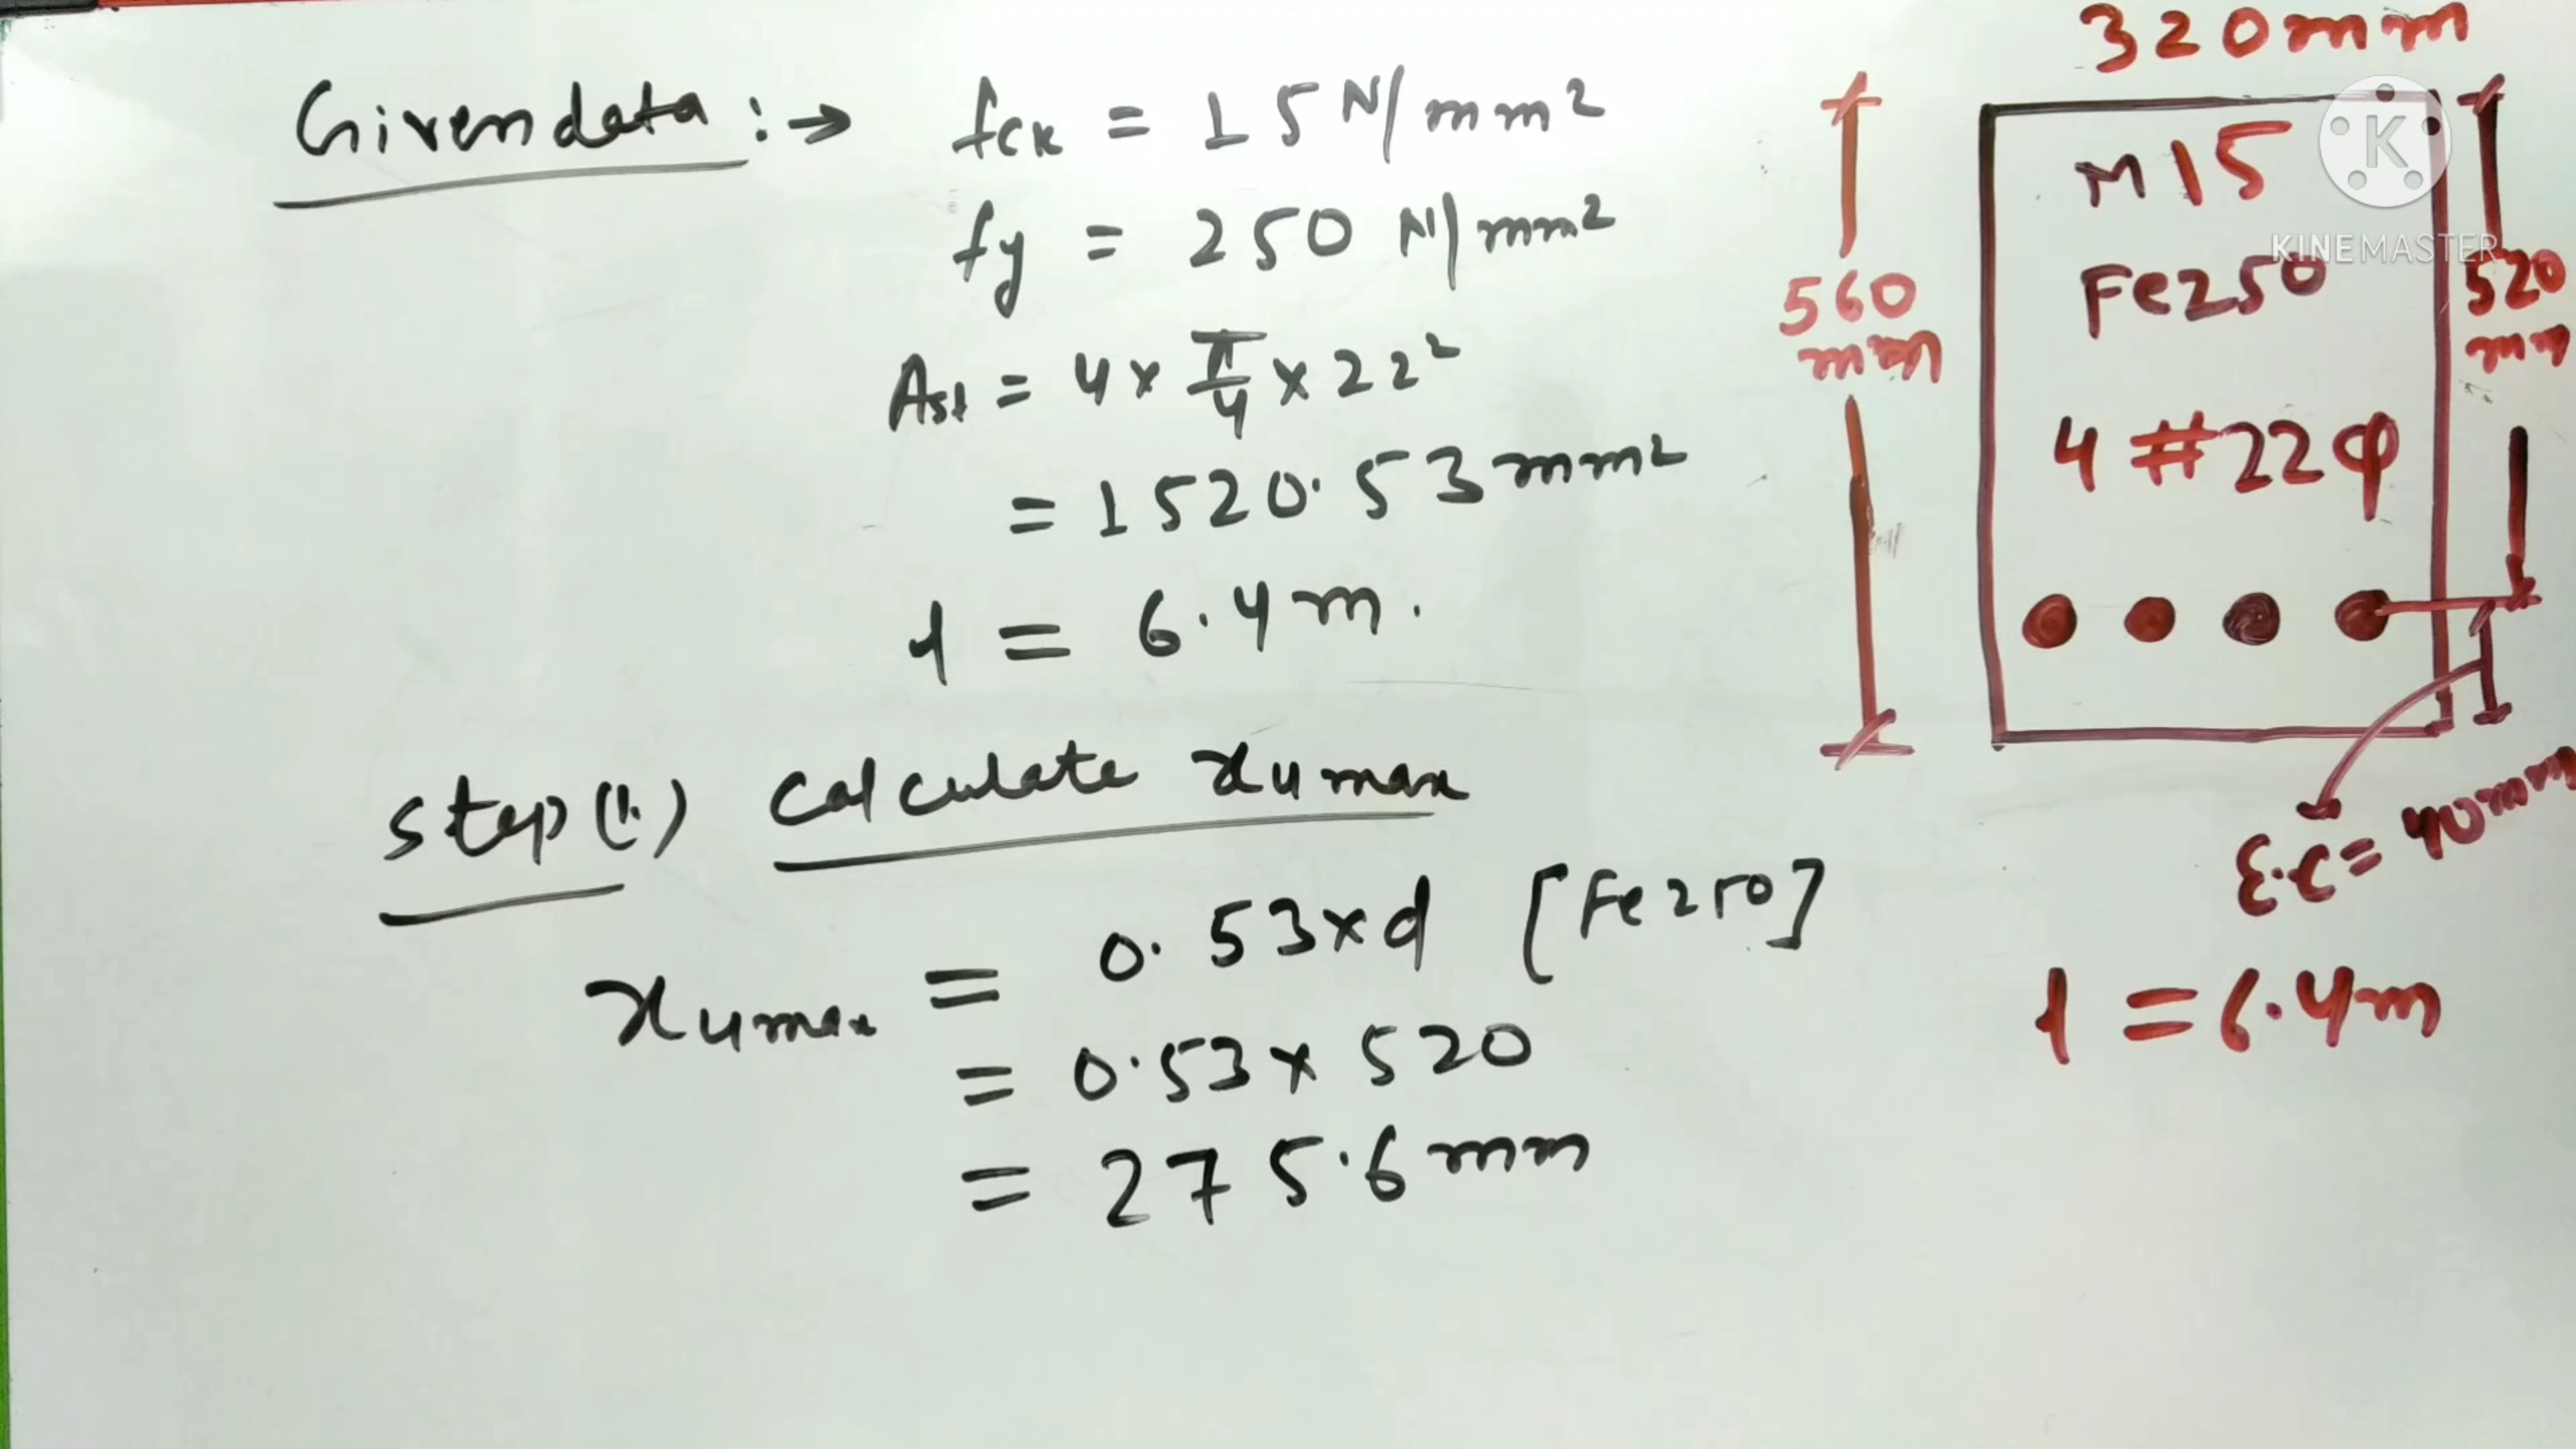 Given data :→ fck = 15 N/mm²
fy = 250 N/mm²
Ast = 4 × π/4 × 22²
= 1520.53 mm²
l = 6.4 m.
Step (1.) Calculate xumax
xumax = 0.53×d [Fe250]
= 0.53 × 520
= 275.6 mm
320mm
M15
Fe250
4 # 22φ
560
mm
520
mm
E.C = 40mm
l = 6.4m
K
KINEMASTER